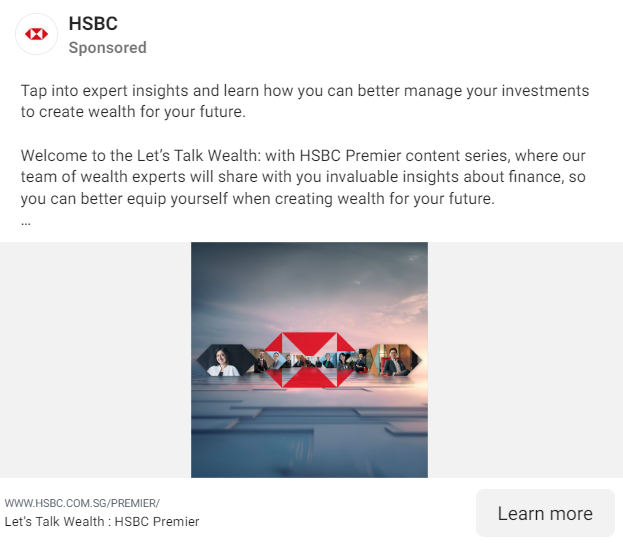 HSBC
Sponsored
Tap into expert insights and learn how you can better manage your investments
to create wealth for your future.
Welcome to the Let’s Talk Wealth: with HSBC Premier content series, where our
team of wealth experts will share with you invaluable insights about finance, so
you can better equip yourself when creating wealth for your future.
...
WWW.HSBC.COM.SG/PREMIER/
Let’s Talk Wealth : HSBC Premier
Learn more